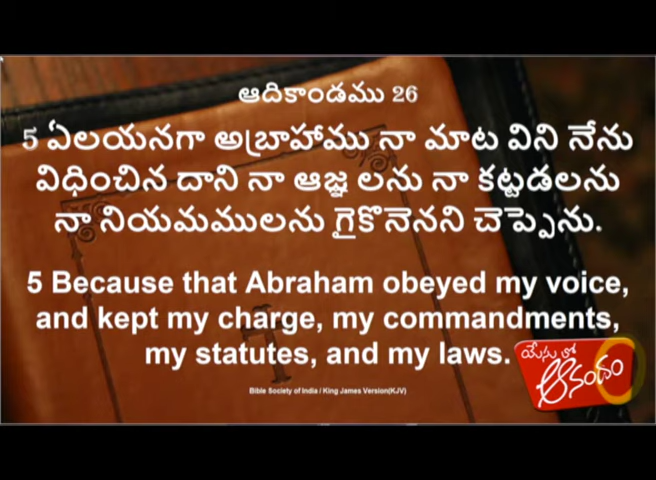 ఆదికాండము 26
5 ఏలయనగా అబ్రాహాము నా మాట విని నేను
విధించిన దాని నా ఆజ్ఞ లను నా కట్టడలను
నా నియమములను గైకొనెనని చెప్పెను.
5 Because that Abraham obeyed my voice,
and kept my charge, my commandments,
my statutes, and my laws.
యేసు తో
ఆనందం
Bible Society of India / King James Version(KJV)